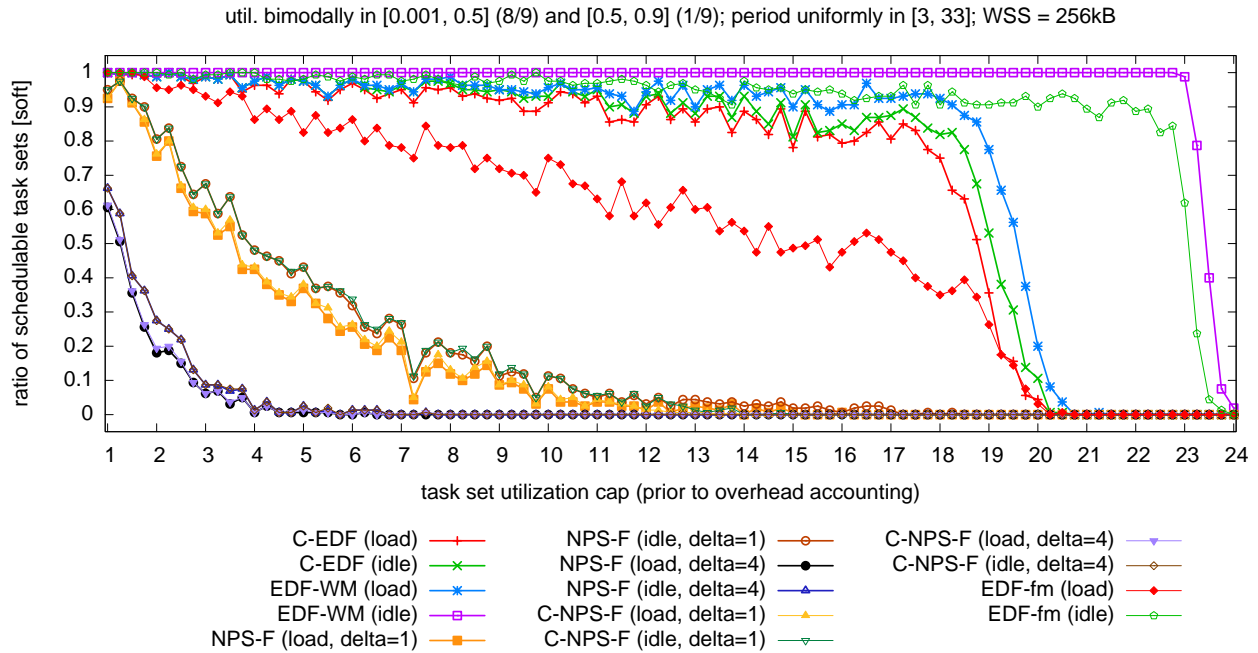 util. bimodally in [0.001, 0.5] (8/9) and [0.5, 0.9] (1/9); period uniformly in [3, 33]; WSS = 256kB
ratio of schedulable task sets [soft]
1
0.9
0.8
0.7
0.6
0.5
0.4
0.3
0.2
0.1
0
1 2 3 4 5 6 7 8 9 10 11 12 13 14 15 16 17 18 19 20 21 22 23 24
task set utilization cap (prior to overhead accounting)
C-EDF (load)
C-EDF (idle)
EDF-WM (load)
EDF-WM (idle)
NPS-F (load, delta=1)
NPS-F (idle, delta=1)
NPS-F (load, delta=4)
NPS-F (idle, delta=4)
C-NPS-F (load, delta=1)
C-NPS-F (idle, delta=1)
C-NPS-F (load, delta=4)
C-NPS-F (idle, delta=4)
EDF-fm (load)
EDF-fm (idle)